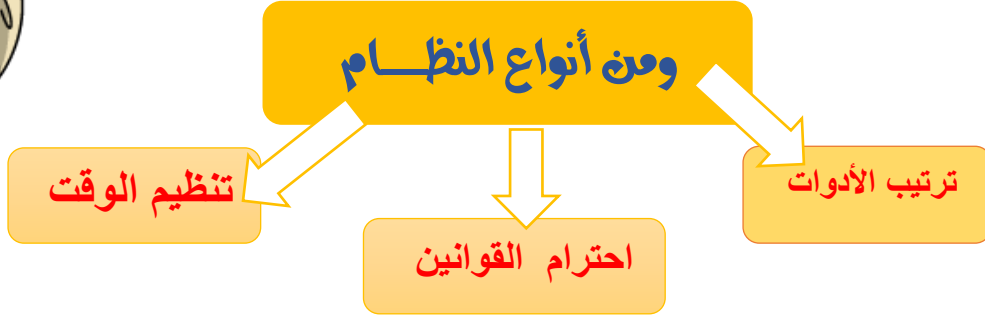 ومن أنواع النظـــام
ترتيب الأدوات
احترام القوانين
تنظيم الوقت